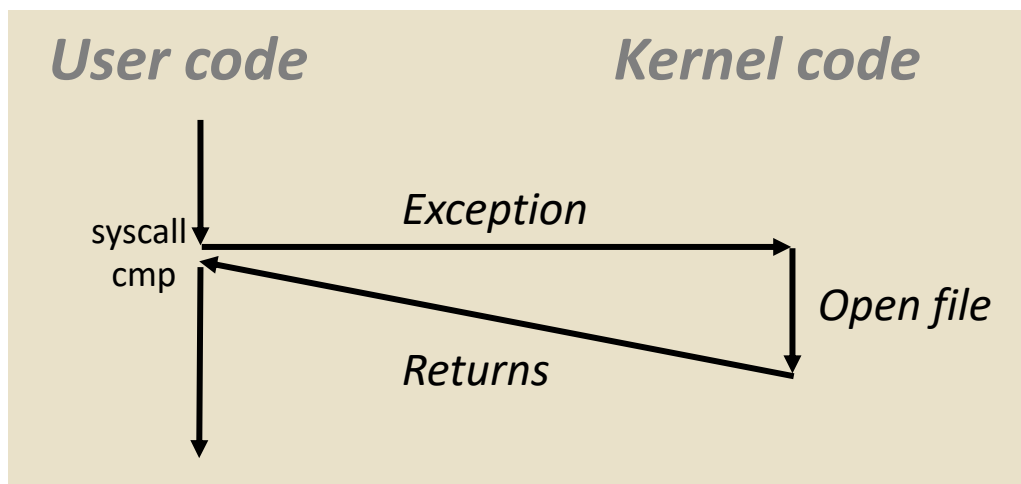 User code
Kernel code
Exception
syscall
cmp
Open file
Returns